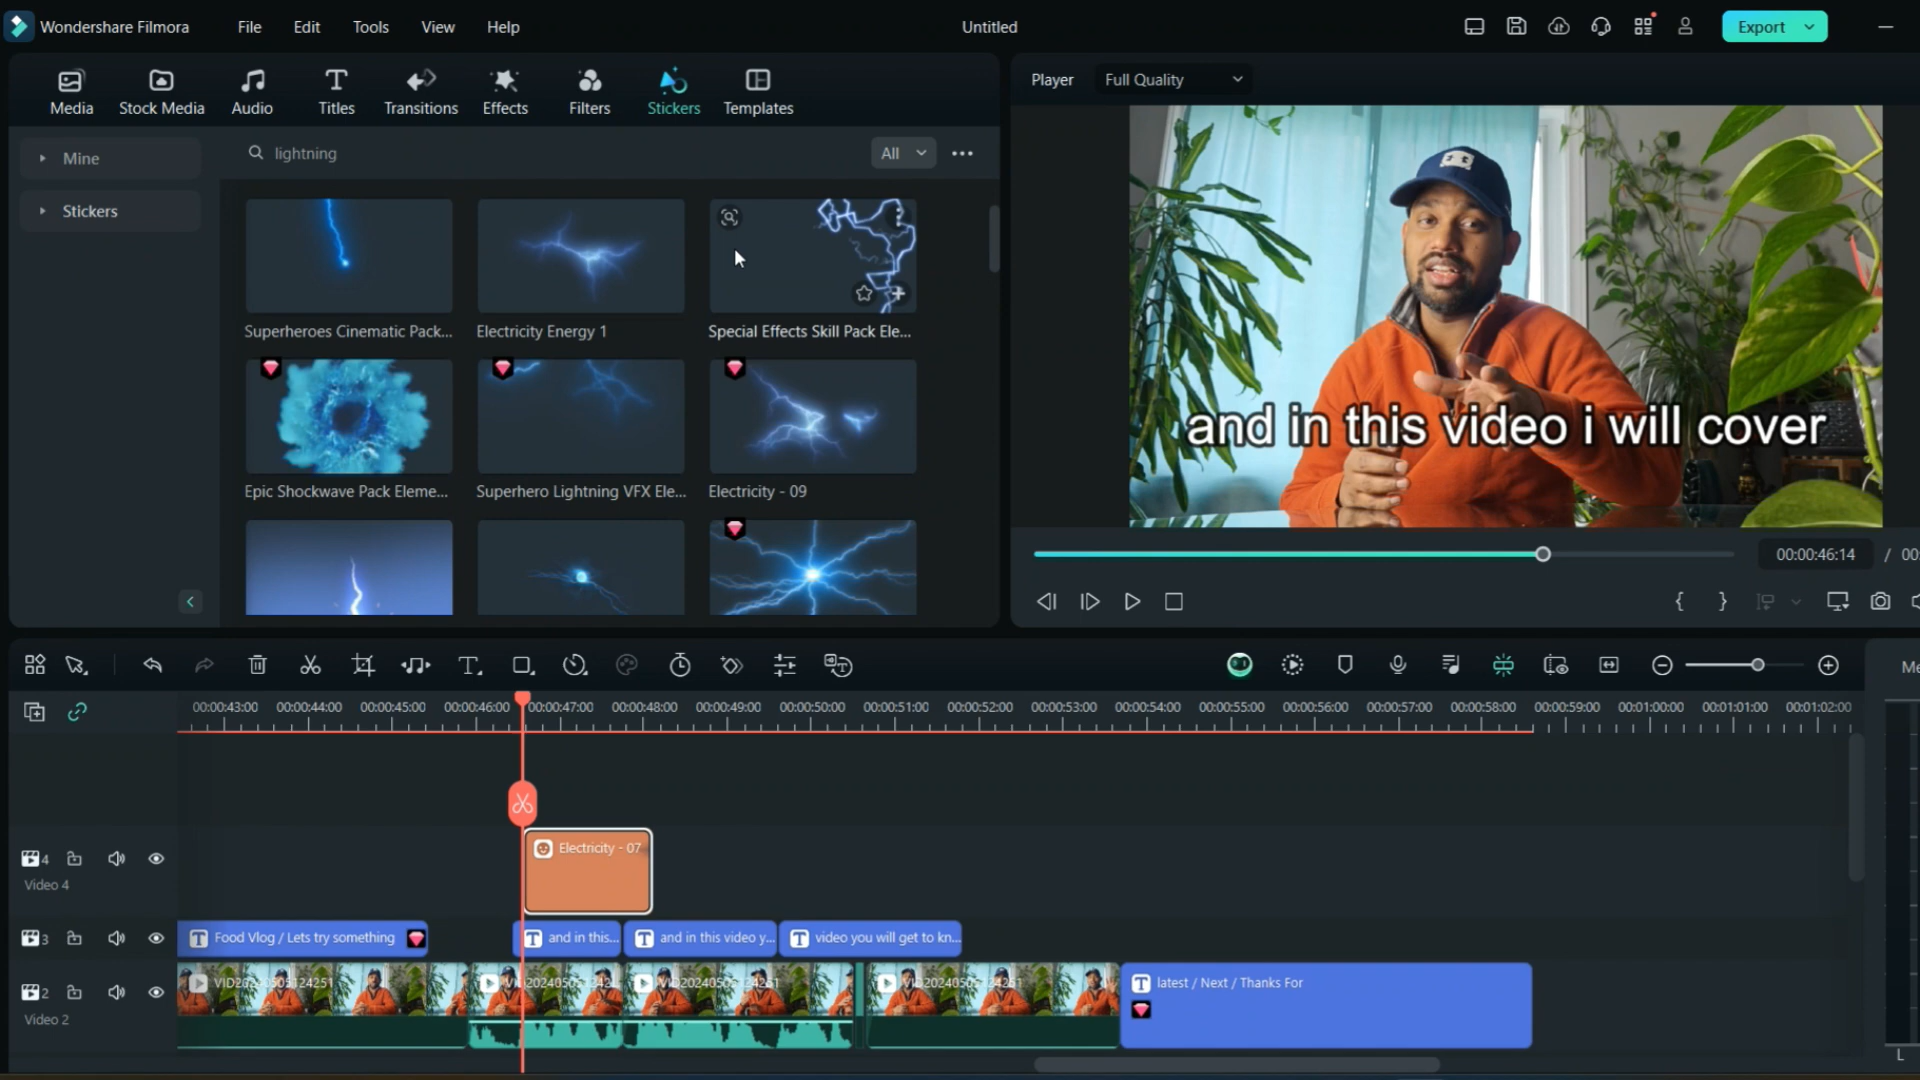 Wondershare Filmora
File
Edit
Tools
View
Help
Untitled
Export
Media
Stock Media
Audio
Titles
Transitions
Effects
Filters
Stickers
Templates
Player
Full Quality
Mine
Stickers
lightning
All
Superheroes Cinematic Pack...
Electricity Energy 1
Special Effects Skill Pack Ele...
Epic Shockwave Pack Eleme...
Superhero Lightning VFX Ele...
Electricity - 09
and in this video i will cover
00:00:46:14
/
00:
00:00:43:00
00:00:44:00
00:00:45:00
00:00:46:00
00:00:47:00
00:00:48:00
00:00:49:00
00:00:50:00
00:00:51:00
00:00:52:00
00:00:53:00
00:00:54:00
00:00:55:00
00:00:56:00
00:00:57:00
00:00:58:00
00:00:59:00
00:01:00:00
00:01:01:00
00:01:02:00
Me
4
Video 4
Electricity - 07
3
Food Vlog / Lets try something
and in this...
and in this video y...
video you will get to kn...
2
Video 2
VID20240505124251
latest / Next / Thanks For
L